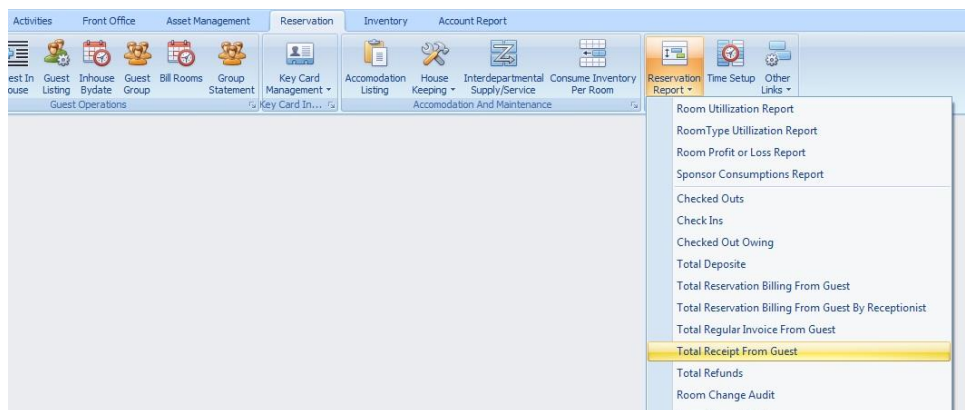 Activities Front Office Asset Management Reservation Inventory Account Report
est In ouse
Guest Listing
Inhouse Bydate
Guest Group
Bill Rooms
Group Statement
Key Card Management
Accomodation Listing
House Keeping
Interdepartmental Supply/Service
Consume Inventory Per Room
Reservation Report
Time Setup
Other Links
Guest Operations
Key Card In...
Accomodation And Maintenance
Room Utillization Report
RoomType Utillization Report
Room Profit or Loss Report
Sponsor Consumptions Report
Checked Outs
Check Ins
Checked Out Owing
Total Deposite
Total Reservation Billing From Guest
Total Reservation Billing From Guest By Receptionist
Total Regular Invoice From Guest
Total Receipt From Guest
Total Refunds
Room Change Audit